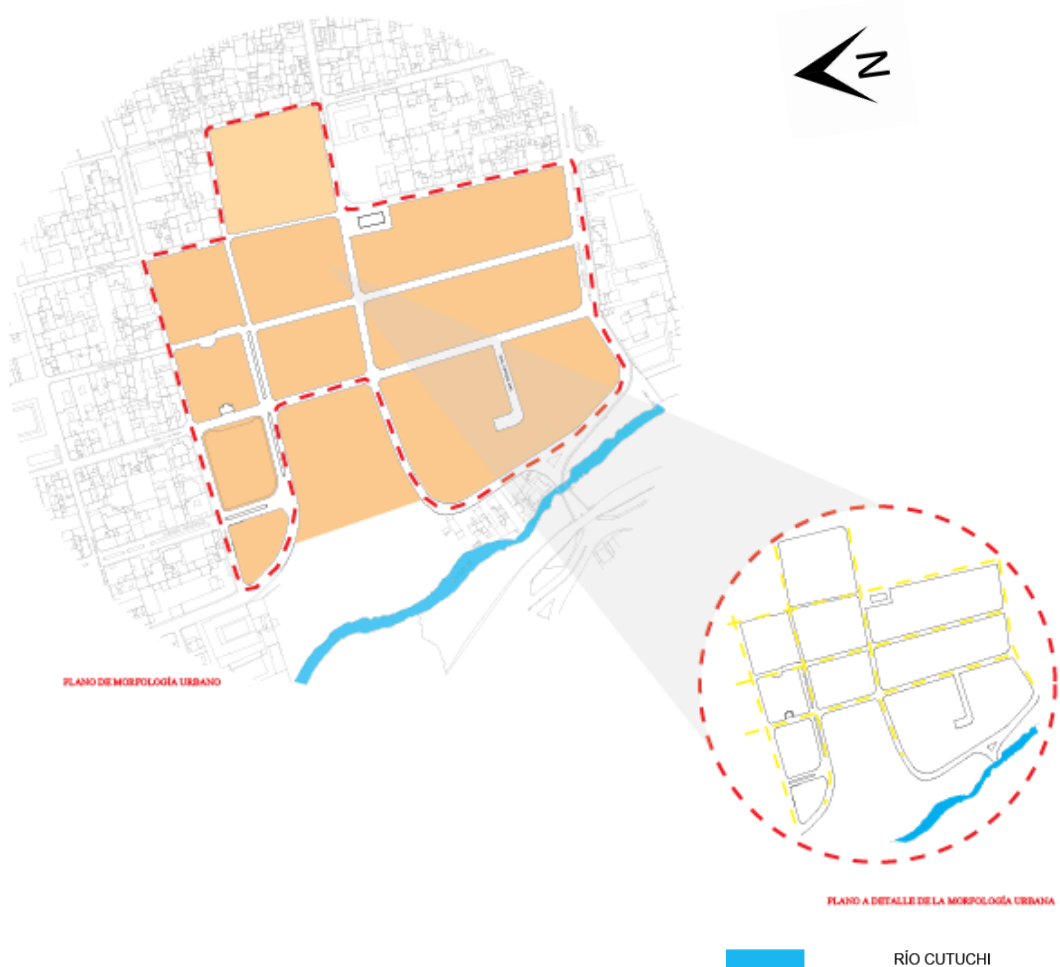 N
PLANO DE MORFOLOGÍA URBANO
PLANO A DETALLE DE LA MORFOLOGÍA URBANA
RÍO CUTUCHI